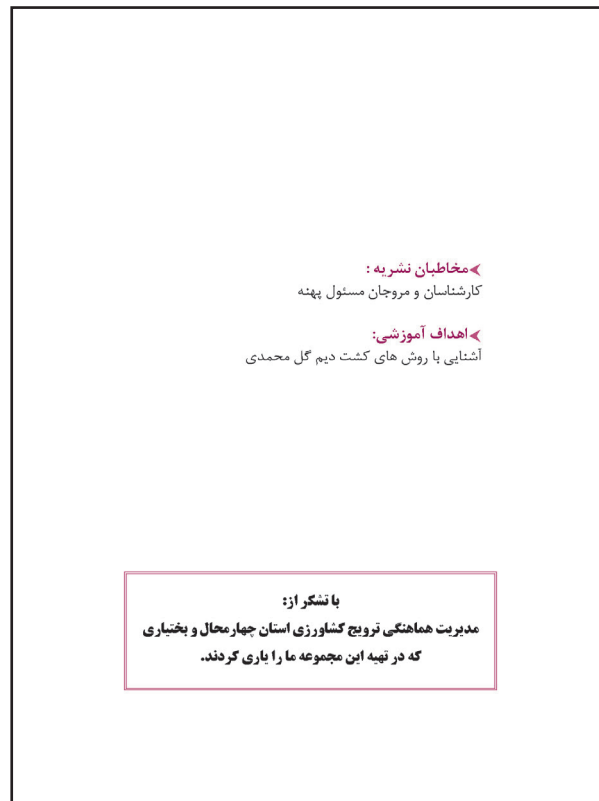 مخاطبان نشریه :
کارشناسان و مروجان مسئول پهنه
اهداف آموزشی:
آشنایی با روش های کشت دیم گل محمدی
با تشکر از:
مدیریت هماهنگی ترویج کشاورزی استان چهارمحال و بختیاری
که در تهیه این مجموعه ما را یاری کردند.